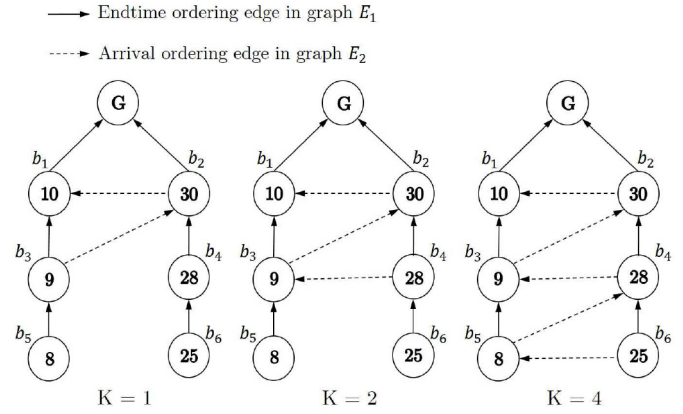 Endtime ordering edge in graph E₁
Arrival ordering edge in graph E₂
G G G
b₁ b₂ b₁ b₂ b₁ b₂
10 30 10 30 10 30
b₃ b₄ b₃ b₄ b₃ b₄
9 28 9 28 9 28
b₅ b₆ b₅ b₆ b₅ b₆
8 25 8 25 8 25
K = 1 K = 2 K = 4